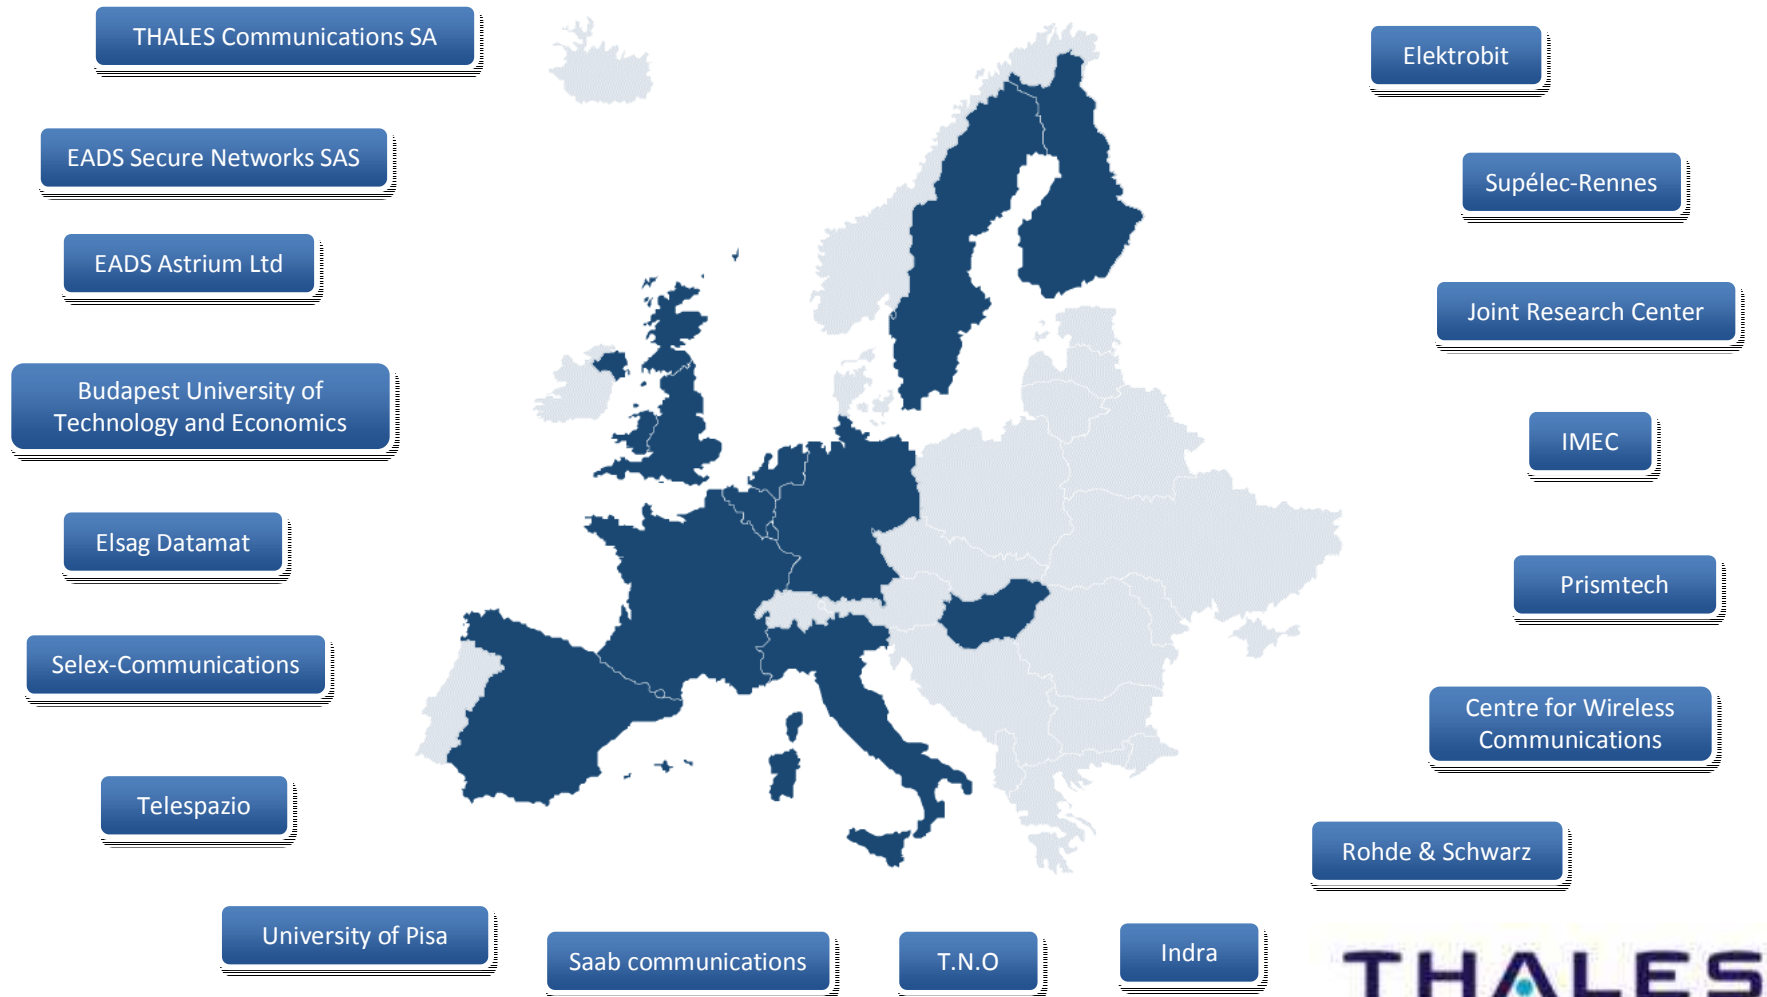 THALES Communications SA
Elektrobit
EADS Secure Networks SAS
Supélec-Rennes
EADS Astrium Ltd
Joint Research Center
Budapest University of
Technology and Economics
IMEC
Elsag Datamat
Prismtech
Selex-Communications
Centre for Wireless
Communications
Telespazio
Rohde & Schwarz
University of Pisa
Saab communications
T.N.O
Indra
THALES